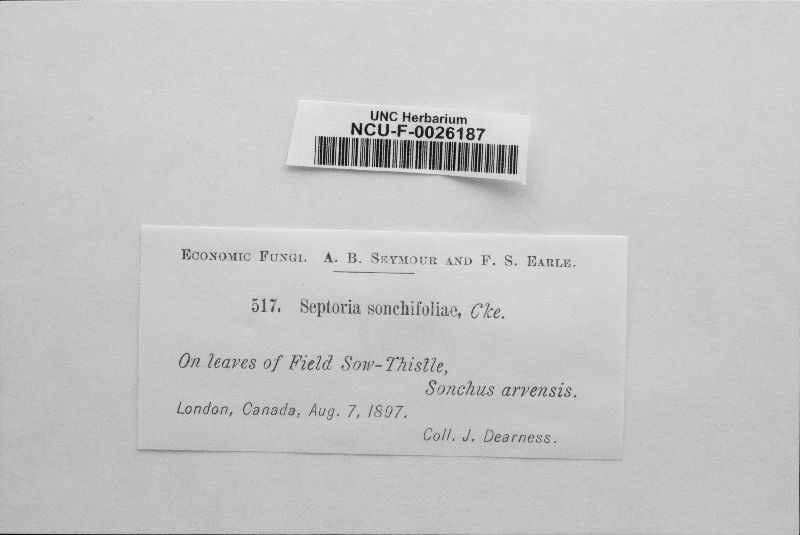 UNC Herbarium
NCU-F-0026187
Economic Fungi. A. B. Seymour and F. S. Earle.
517. Septoria sonchifoliae, Cke.
On leaves of Field Sow-Thistle,
Sonchus arvensis.
London, Canada, Aug. 7, 1897.
Coll. J. Dearness.